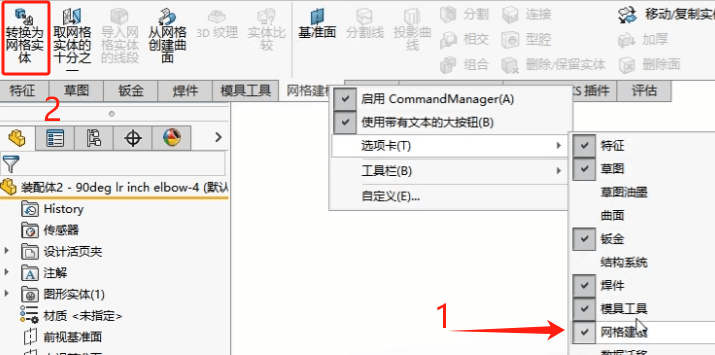 转换为网格实体
取网格实体的十分之一
导入网格实体的线段
从网格创建曲面
3D 纹理
实体比较
基准面
分割线
投影曲线
分割
相交
组合
连接
型腔
删除/保留实体
移动/复制实体
加厚
删除面
特征
草图
钣金
焊件
模具工具
网格建模
CS 插件
评估
2
启用 CommandManager(A)
使用带有文本的大按钮(B)
选项卡(T)
工具栏(B)
自定义(E)...
特征
草图
草图油墨
曲面
钣金
结构系统
焊件
模具工具
网格建模
1
装配体2 - 90deg lr inch elbow-4 (默认
History
传感器
设计活页夹
注解
图形实体(1)
材质 <未指定>
前视基准面